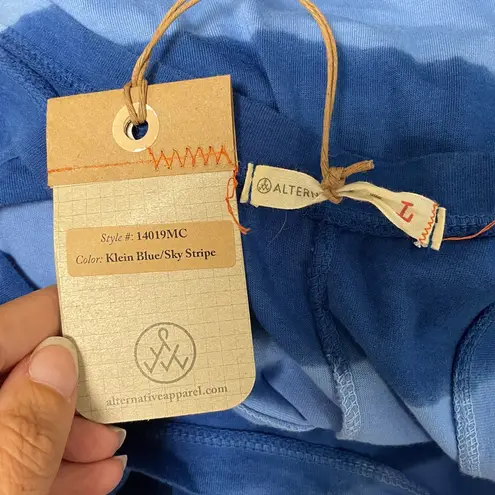 Style #: 14019MC
Color: Klein Blue/Sky Stripe
alternativeapparel.com
ALTERN
L